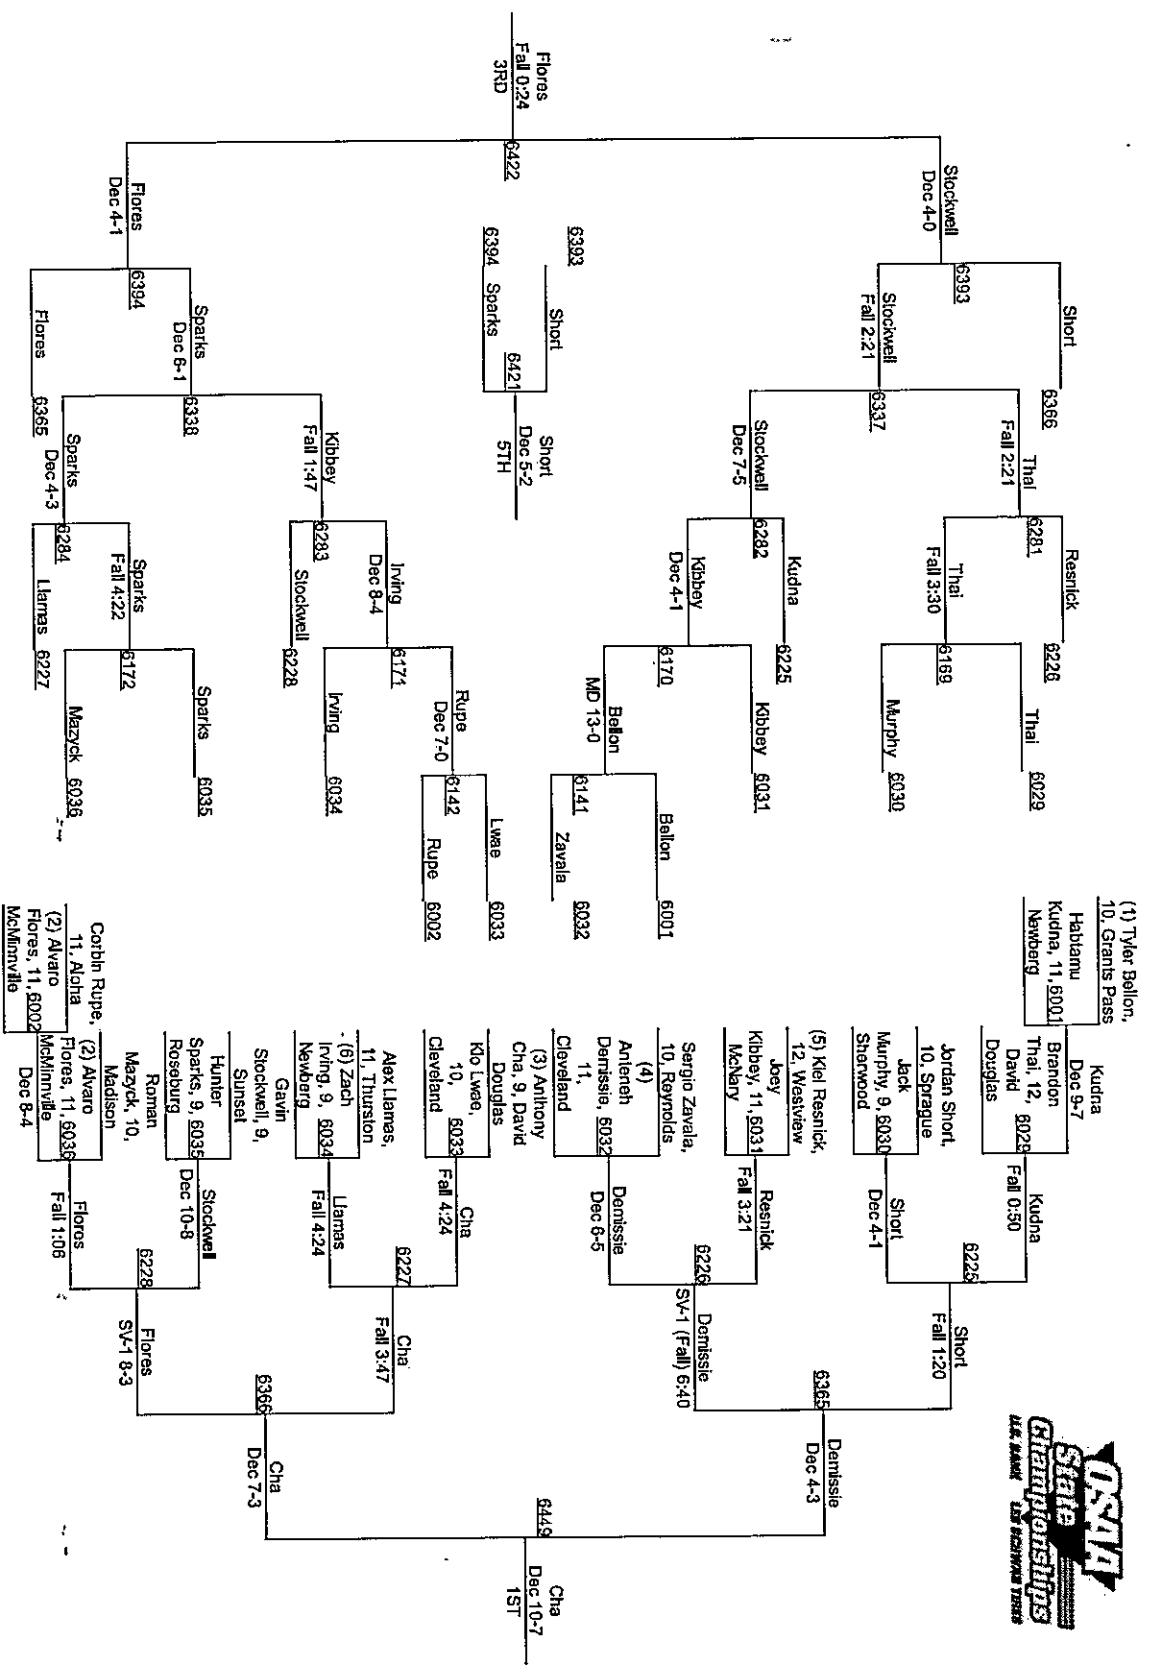 OSAA
State
Championships
U.S. BANK LES SCHWAB TIRES
(1) Tyler Bellon,
10, Grants Pass
Habtamu
Kudna, 11,
Newberg
6001
Kudna
Dec 9-7
Brandon
Thai, 12,
David
Douglas
6029
Kudna
Fall 0:50
Jordan Short,
10, Sprague
Jack
Murphy, 9,
Sherwood
6030
Short
Dec 4-1
6225
Short
Fall 1:20
(5) Kiel Resnick,
12, Westview
Joey
Kibbey, 11,
McNary
6031
Resnick
Fall 3:21
Sergio Zavala,
10, Reynolds
(4)
Anteneh
Demissie,
11,
Cleveland
6032
Demissie
Dec 6-5
6226
Demissie
SV-1 (Fall) 6:40
6365
Demissie
Dec 4-3
(3) Anthony
Cha, 9, David
Douglas
Klo Lwae,
10,
Cleveland
6033
Cha
Fall 4:24
Alex Llamas,
11, Thurston
(6) Zach
Irving, 9,
Newberg
6034
Llamas
Fall 4:24
6227
Cha
Fall 3:47
Gavin
Stockwell, 9,
Sunset
Hunter
Sparks, 9,
Roseburg
6035
Stockwell
Dec 10-8
Roman
Mazyck, 10,
Madison
(2) Alvaro
Flores, 11,
McMinnville
6036
Dec 8-4
Corbin Rupe,
11, Aloha
(2) Alvaro
Flores, 11,
McMinnville
6002
Flores
Fall 1:06
6228
Flores
SV-1 8-3
6366
Cha
Dec 7-3
6449
Cha
Dec 10-7
1ST
Thai
6029
Murphy
6030
6169
Thai
Fall 3:30
Resnick
6226
6281
Thai
Fall 2:21
Bellon
6001
Zavala
6032
6141
Bellon
MD 13-0
Kibbey
6031
6170
Kibbey
Dec 4-1
Kudna
6225
6282
Stockwell
Dec 7-5
6337
Stockwell
Fall 2:21
Short
6366
6393
Stockwell
Dec 4-0
Lwae
6033
Rupe
6002
6142
Rupe
Dec 7-0
Irving
6034
6171
Irving
Dec 8-4
Stockwell
6228
6283
Kibbey
Fall 1:47
Sparks
6035
Mazyck
6036
6172
Sparks
Fall 4:22
Llamas
6227
6284
Sparks
Dec 4-3
6338
Sparks
Dec 6-1
Flores
6365
6394
Flores
Dec 4-1
6422
Flores
Fall 0:24
3RD
6393
Short
6394
Sparks
6421
Short
Dec 5-2
5TH